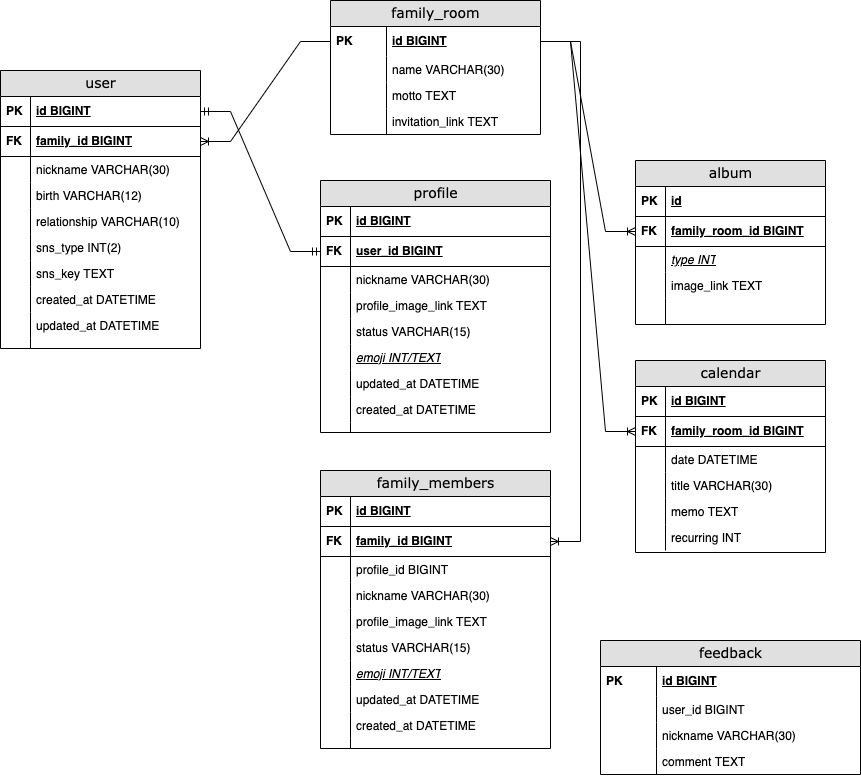 family_room
PK id BIGINT
name VARCHAR(30)
motto TEXT
invitation_link TEXT
user
PK id BIGINT
FK family_id BIGINT
nickname VARCHAR(30)
birth VARCHAR(12)
relationship VARCHAR(10)
sns_type INT(2)
sns_key TEXT
created_at DATETIME
updated_at DATETIME
profile
PK id BIGINT
FK user_id BIGINT
nickname VARCHAR(30)
profile_image_link TEXT
status VARCHAR(15)
emoji INT/TEXT
updated_at DATETIME
created_at DATETIME
album
PK id
FK family_room_id BIGINT
type INT
image_link TEXT
calendar
PK id BIGINT
FK family_room_id BIGINT
date DATETIME
title VARCHAR(30)
memo TEXT
recurring INT
family_members
PK id BIGINT
FK family_id BIGINT
profile_id BIGINT
nickname VARCHAR(30)
profile_image_link TEXT
status VARCHAR(15)
emoji INT/TEXT
updated_at DATETIME
created_at DATETIME
feedback
PK id BIGINT
user_id BIGINT
nickname VARCHAR(30)
comment TEXT